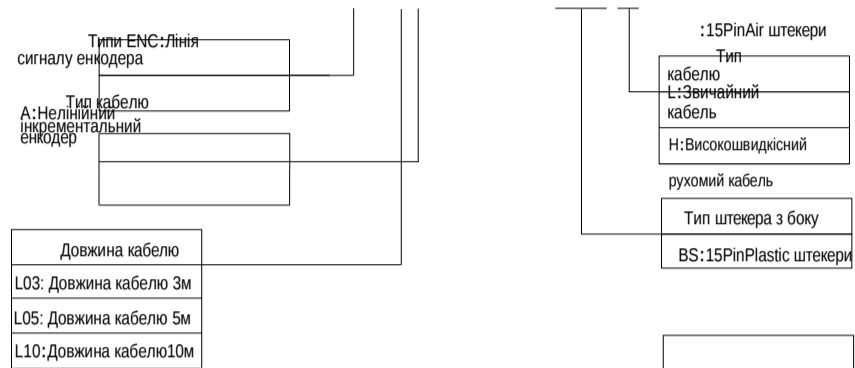 Типи ENC:Лінія
сигналу енкодера
Тип кабелю
А:Нелінійний
інкрементальний
енкодер
Довжина кабелю
L03: Довжина кабелю 3м
L05: Довжина кабелю 5м
L10:Довжина кабелю10м
:15PinAir штекери
Тип
кабелю
L:Звичайний
кабель
H:Високошвидкісний
рухомий кабель
Тип штекера з боку
BS:15PinPlastic штекери